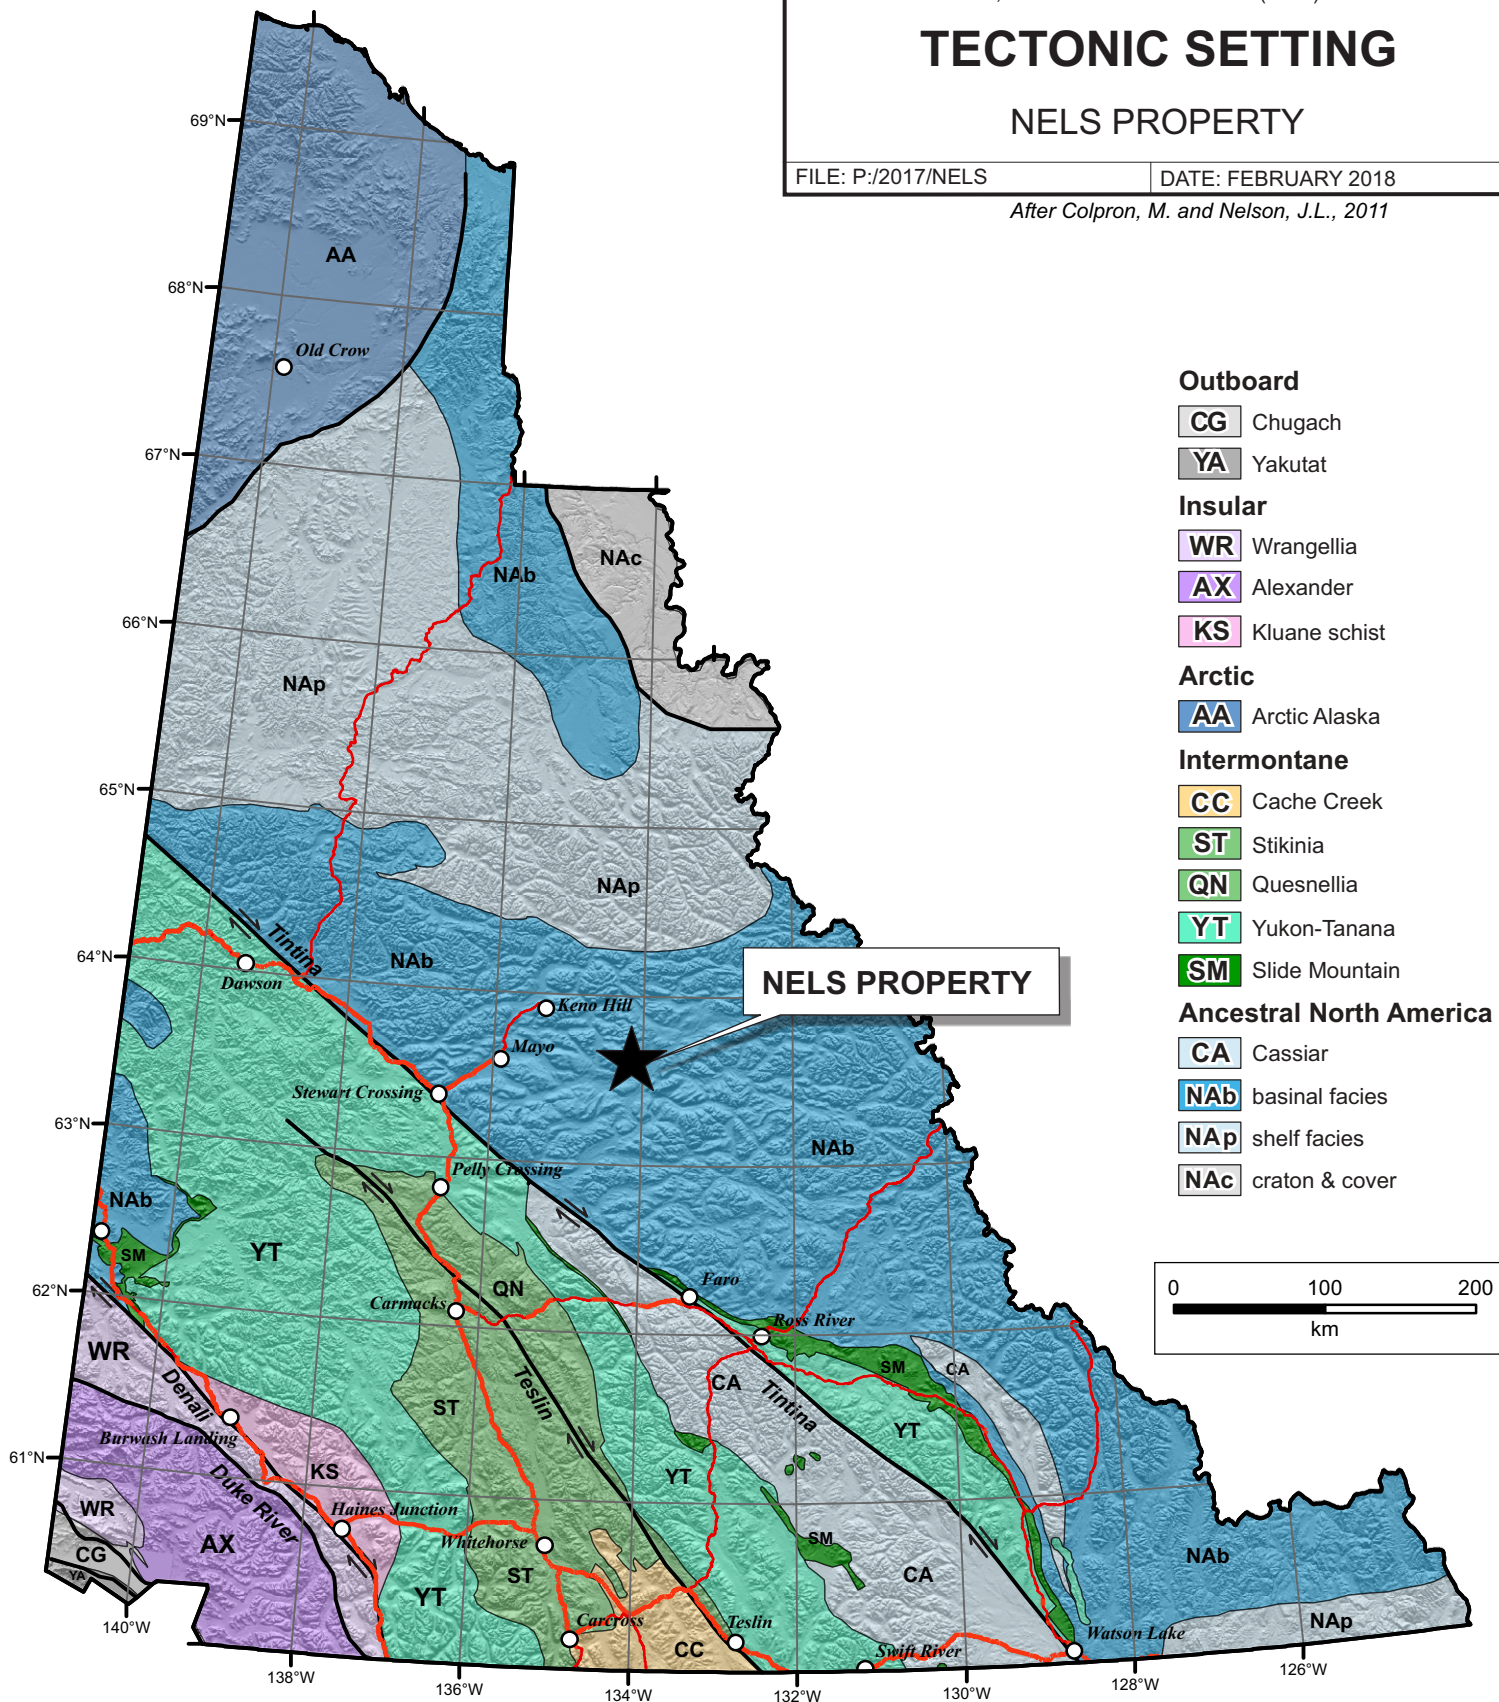 TECTONIC SETTING
NELS PROPERTY
FILE: P:/2017/NELS
DATE: FEBRUARY 2018
After Colpron, M. and Nelson, J.L., 2011
69°N
AA
68°N
Old Crow
67°N
NAb
NAc
66°N
NAp
65°N
NAp
64°N
Tintina
NAb
Dawson
NELS PROPERTY
Keno Hill
Mayo
Stewart Crossing
63°N
NAb
Pelly Crossing
NAb
SM
YT
62°N
QN
Faro
Carmacks
Ross River
WR
SM
CA
Denali
Teslin
CA
Tintina
ST
YT
Burwash Landing
61°N
KS
YT
Duke River
WR
Haines Junction
AX
Whitehorse
SM
CG
YA
ST
CA
NAb
YT
Carcross
Teslin
CC
Swift River
Watson Lake
NAp
140°W
138°W
136°W
134°W
132°W
130°W
128°W
126°W
Outboard
CG Chugach
YA Yakutat
Insular
WR Wrangellia
AX Alexander
KS Kluane schist
Arctic
AA Arctic Alaska
Intermontane
CC Cache Creek
ST Stikinia
QN Quesnellia
YT Yukon-Tanana
SM Slide Mountain
Ancestral North America
CA Cassiar
NAb basinal facies
NAp shelf facies
NAc craton & cover
0 100 200
km